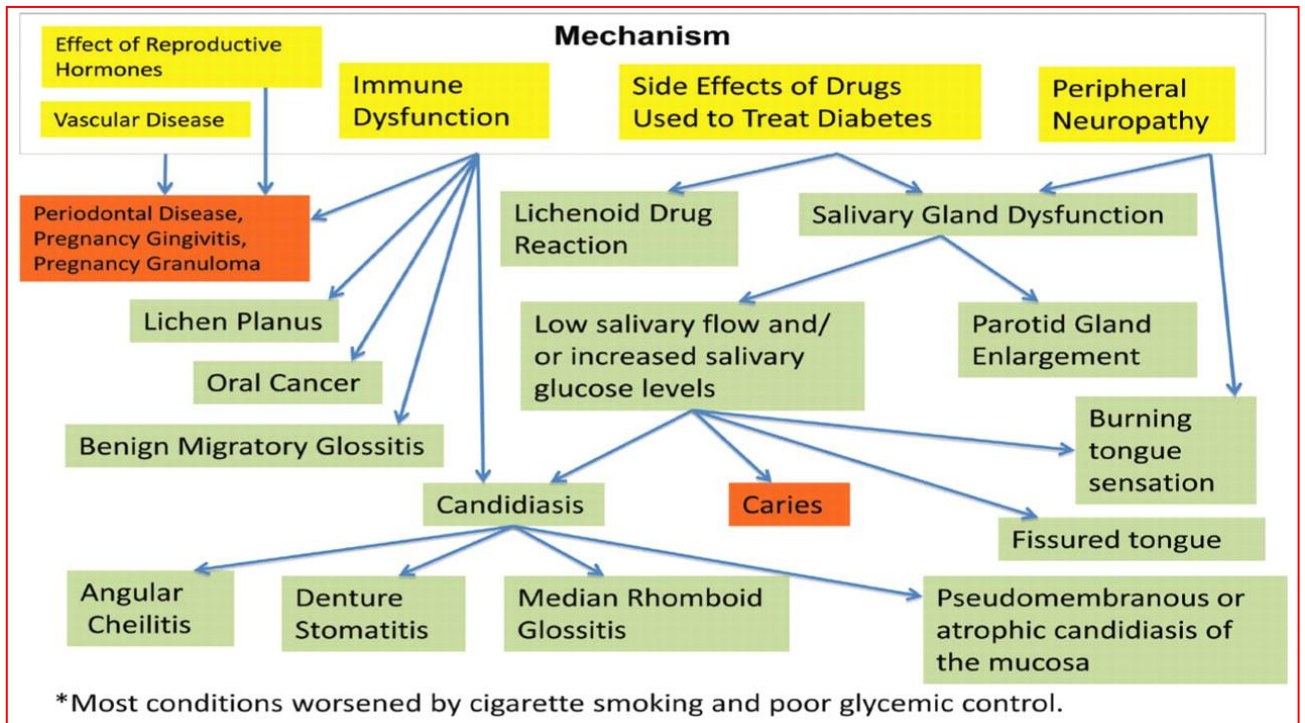 Mechanism
Effect of Reproductive
Hormones
Vascular Disease
Immune
Dysfunction
Side Effects of Drugs
Used to Treat Diabetes
Peripheral
Neuropathy
Periodontal Disease,
Pregnancy Gingivitis,
Pregnancy Granuloma
Lichenoid Drug
Reaction
Salivary Gland Dysfunction
Lichen Planus
Low salivary flow and/
or increased salivary
glucose levels
Parotid Gland
Enlargement
Oral Cancer
Benign Migratory Glossitis
Burning
tongue
sensation
Candidiasis
Caries
Fissured tongue
Angular
Cheilitis
Denture
Stomatitis
Median Rhomboid
Glossitis
Pseudomembranous or
atrophic candidiasis of
the mucosa
*Most conditions worsened by cigarette smoking and poor glycemic control.